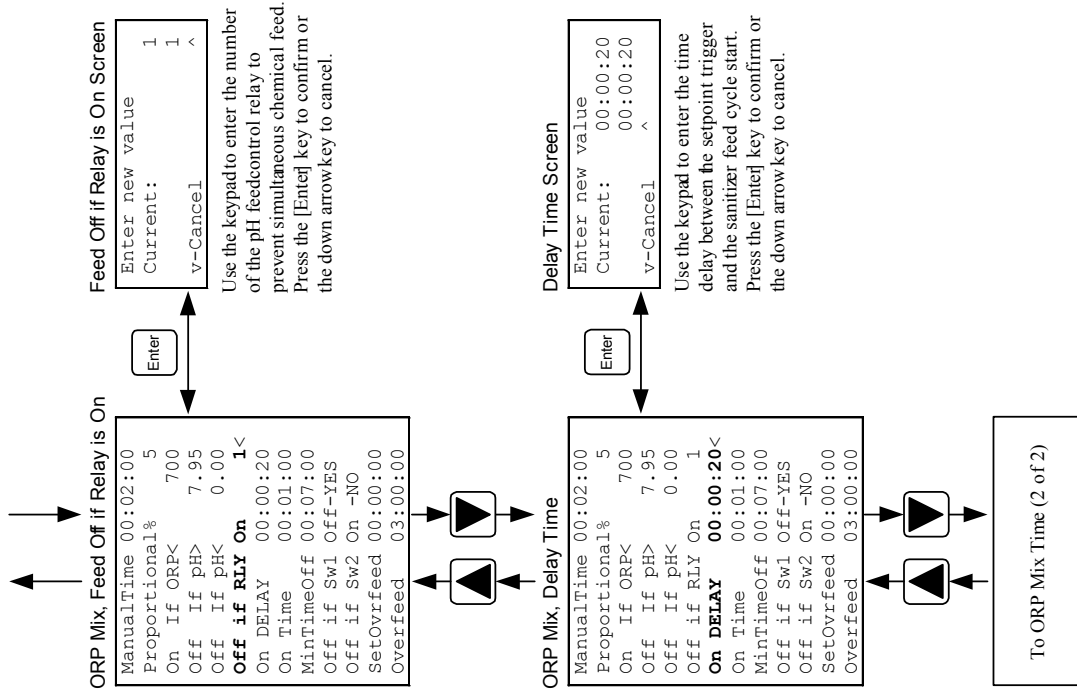 ORP Mix, Feed Off if Relay is On
ManualTime 00:02:00
Proportional% 5
On If ORP< 700
Off If pH> 7.95
Off If pH< 0.00
Off if RLY On 1<
On DELAY 00:00:20
On Time 00:01:00
MinTimeOff 00:07:00
Off if Sw1 Off-YES
Off if Sw2 On -NO
SetOvrfeed 00:00:00
Overfeed 03:00:00
Enter
Feed Off if Relay is On Screen
Enter new value
Current: 1
1
v-Cancel ^
Use the keypad to enter the number
of the pH feedcontrol relay to
prevent simultaneous chemical feed.
Press the [Enter] key to confirm or
the down arrow key to cancel.
ORP Mix, Delay Time
ManualTime 00:02:00
Proportional% 5
On If ORP< 700
Off If pH> 7.95
Off If pH< 0.00
Off if RLY On 1
On DELAY 00:00:20<
On Time 00:01:00
MinTimeOff 00:07:00
Off if Sw1 Off-YES
Off if Sw2 On -NO
SetOvrfeed 00:00:00
Overfeed 03:00:00
Enter
Delay Time Screen
Enter new value
Current: 00:00:20
00:00:20
v-Cancel ^
Use the keypad to enter the time
delay between the setpoint trigger
and the sanitizer feed cycle start.
Press the [Enter] key to confirm or
the down arrow key to cancel.
To ORP Mix Time (2 of 2)